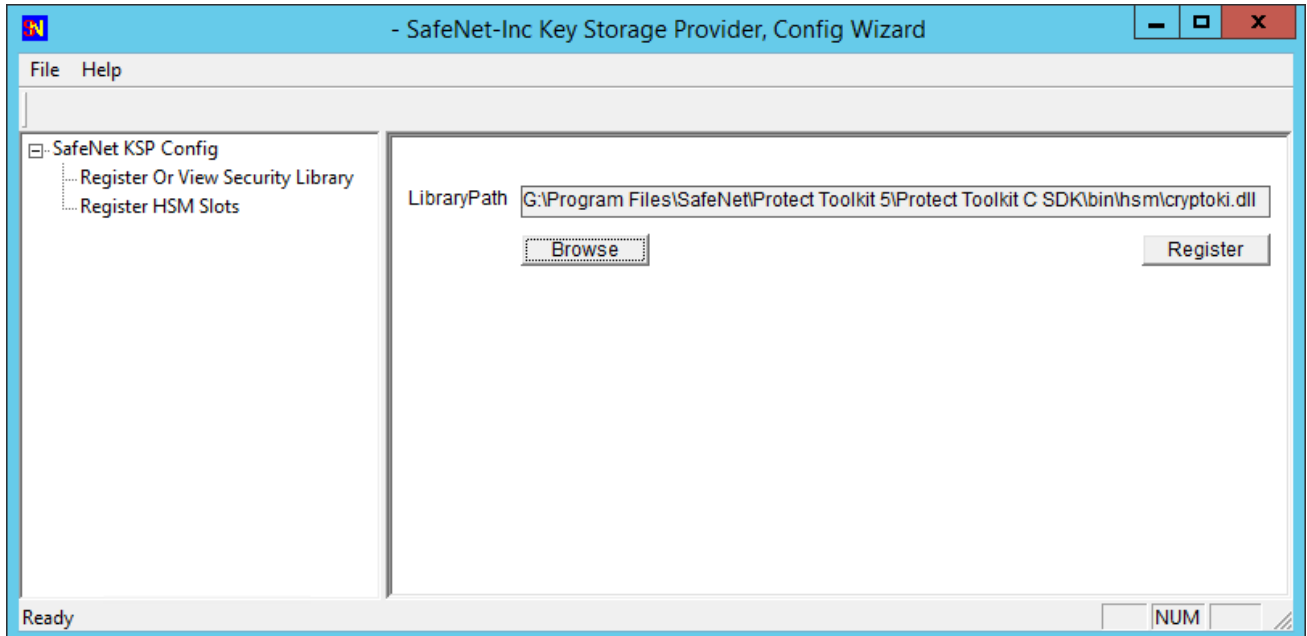 - SafeNet-Inc Key Storage Provider, Config Wizard
File Help
SafeNet KSP Config
Register Or View Security Library
Register HSM Slots
LibraryPath G:\Program Files\SafeNet\Protect Toolkit 5\Protect Toolkit C SDK\bin\hsm\cryptoki.dll
Browse Register
Ready NUM